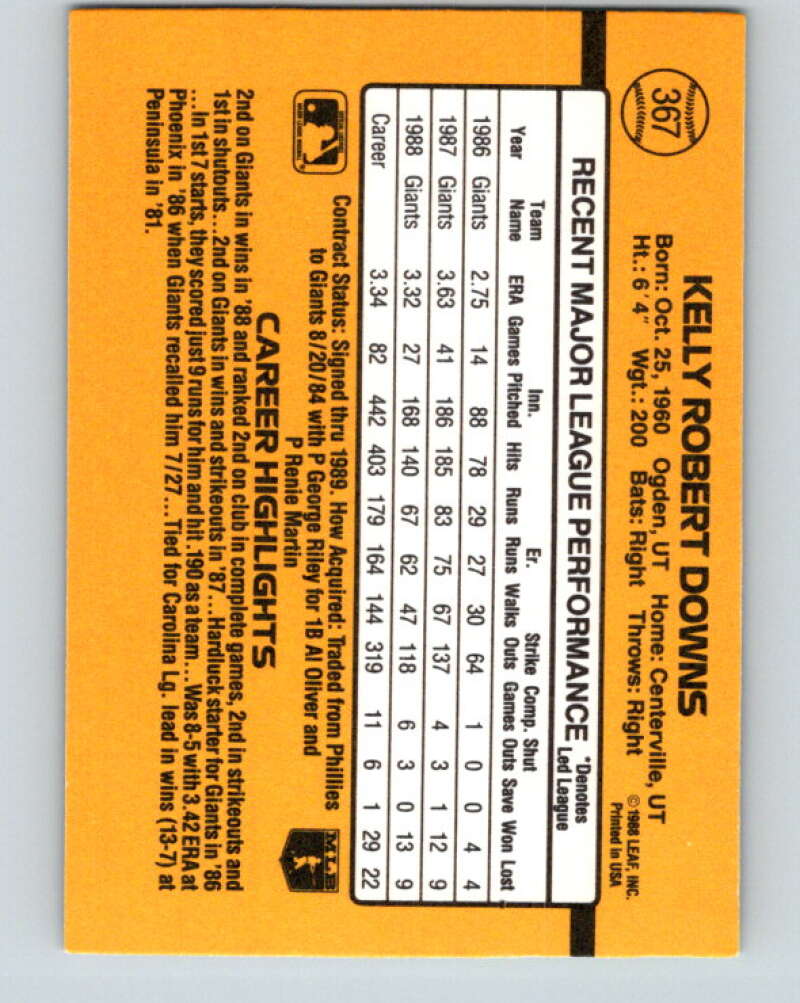 367
KELLY ROBERT DOWNS
Born: Oct. 25, 1960 Ogden, UT Home: Centerville, UT
Ht.: 6'4" Wgt.: 200 Bats: Right Throws: Right
© 1988 LEAF, INC.
Printed in USA
RECENT MAJOR LEAGUE PERFORMANCE *Denotes Led League
Year Team Name ERA Games Inn. Pitched Hits Runs Er. Runs Walks Strike Outs Comp. Games Shut Outs Save Won Lost
1986 Giants 2.75 14 88 78 29 27 30 64 1 0 0 4 4
1987 Giants 3.63 41 186 185 83 75 67 137 4 3 1 12 9
1988 Giants 3.32 27 168 140 67 62 47 118 6 3 0 13 9
Career 3.34 82 442 403 179 164 144 319 11 6 1 29 22
Contract Status: Signed thru 1989. How Acquired: Traded from Phillies
to Giants 8/20/84 with P George Riley for 1B Al Oliver and
P Renie Martin
MLB
CAREER HIGHLIGHTS
2nd on Giants in wins in '88 and ranked 2nd on club in complete games, 2nd in strikeouts and
1st in shutouts...2nd on Giants in wins and strikeouts in '87...Hardluck starter for Giants in '86
...In 1st 7 starts, they scored just 9 runs for him and hit .190 as a team...Was 8-5 with 3.42 ERA at
Phoenix in '86 when Giants recalled him 7/27...Tied for Carolina Lg. lead in wins (13-7) at
Peninsula in '81.